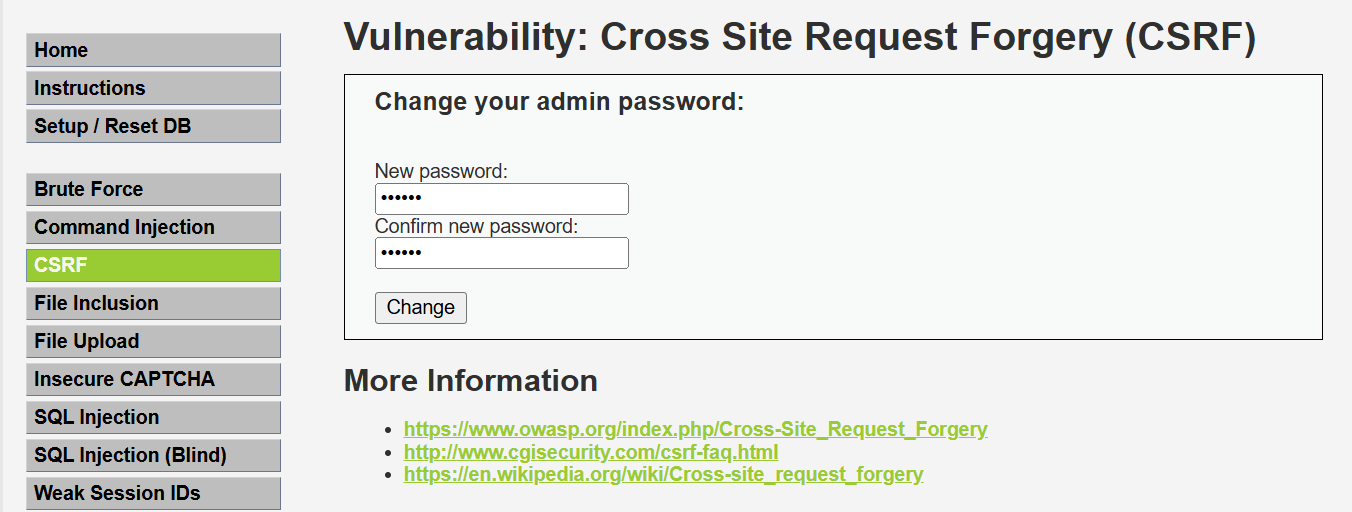 Home
Instructions
Setup / Reset DB
Brute Force
Command Injection
CSRF
File Inclusion
File Upload
Insecure CAPTCHA
SQL Injection
SQL Injection (Blind)
Weak Session IDs
Vulnerability: Cross Site Request Forgery (CSRF)
Change your admin password:
New password:
••••••
Confirm new password:
••••••
Change
More Information
• https://www.owasp.org/index.php/Cross-Site_Request_Forgery
• http://www.cgisecurity.com/csrf-faq.html
• https://en.wikipedia.org/wiki/Cross-site_request_forgery